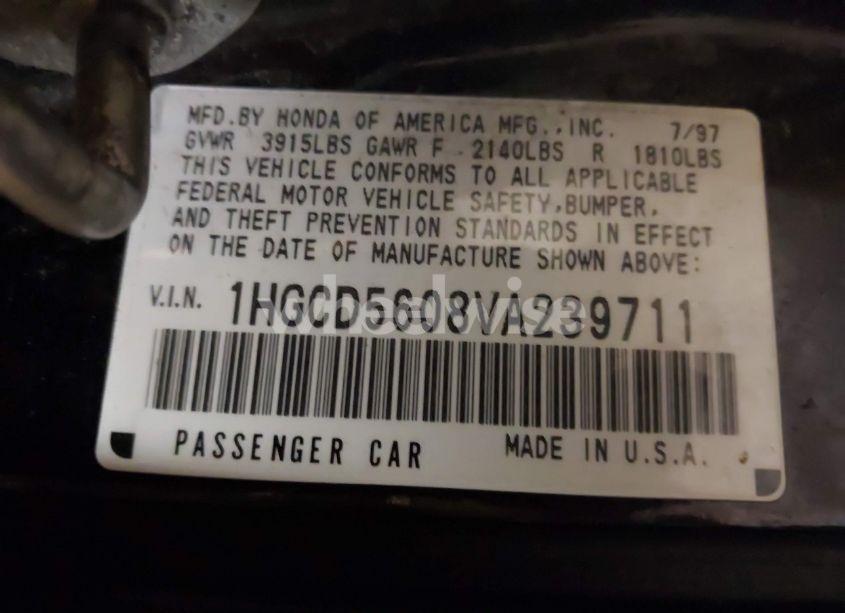 MFD.BY HONDA OF AMERICA MFG.,INC. 7/97
GVWR 3915LBS GAWR F 2140LBS R 1810LBS
THIS VEHICLE CONFORMS TO ALL APPLICABLE
FEDERAL MOTOR VEHICLE SAFETY,BUMPER,
AND THEFT PREVENTION STANDARDS IN EFFECT
ON THE DATE OF MANUFACTURE SHOWN ABOVE:
V.I.N. 1HGCD5608VA239711
PASSENGER CAR MADE IN U.S.A.